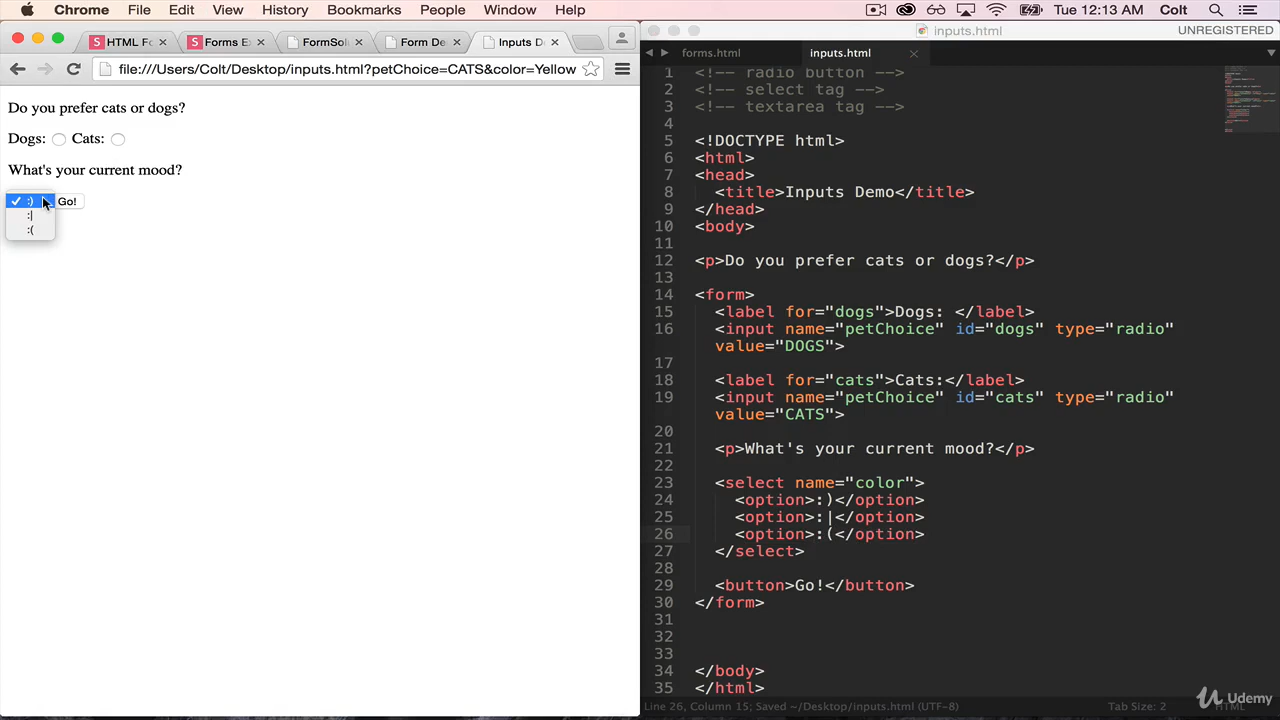 Chrome File Edit View History Bookmarks People Window Help Tue 12:13 AM Colt
HTML Fo Forms Ex FormSol Form De Inputs D
file:///Users/Colt/Desktop/inputs.html?petChoice=CATS&color=Yellow
Do you prefer cats or dogs?
Dogs: Cats:
What's your current mood?
:) Go!
:|
:(
inputs.html UNREGISTERED
forms.html inputs.html
1 <!-- radio button -->
2 <!-- select tag -->
3 <!-- textarea tag -->
4
5 <!DOCTYPE html>
6 <html>
7 <head>
8 <title>Inputs Demo</title>
9 </head>
10 <body>
11
12 <p>Do you prefer cats or dogs?</p>
13
14 <form>
15 <label for="dogs">Dogs: </label>
16 <input name="petChoice" id="dogs" type="radio"
value="DOGS">
17
18 <label for="cats">Cats:</label>
19 <input name="petChoice" id="cats" type="radio"
value="CATS">
20
21 <p>What's your current mood?</p>
22
23 <select name="color">
24 <option>:)</option>
25 <option>:|</option>
26 <option>:(</option>
27 </select>
28
29 <button>Go!</button>
30 </form>
31
32
33
34 </body>
35 </html>
Line 26, Column 15; Saved ~/Desktop/inputs.html (UTF-8) Tab Size: 2 HTML
Udemy